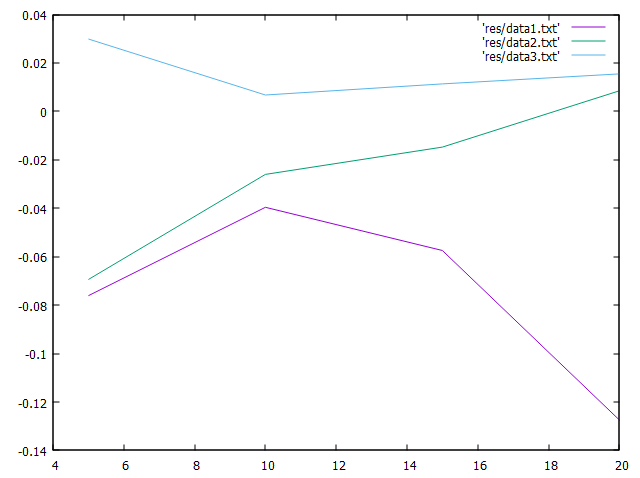 0.04
0.02
0
-0.02
-0.04
-0.06
-0.08
-0.1
-0.12
-0.14
4 6 8 10 12 14 16 18 20
'res/data1.txt'
'res/data2.txt'
'res/data3.txt'